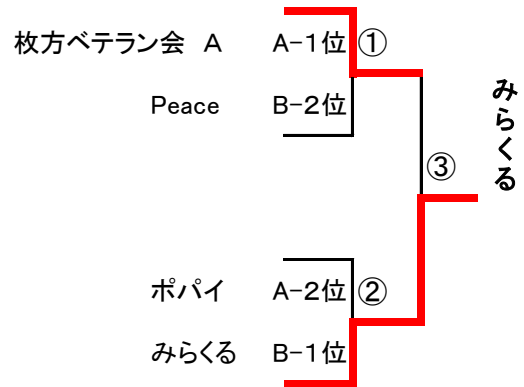 枚方ベテラン会 A A-1位 ①
Peace B-2位
みらくる
③
ポパイ A-2位 ②
みらくる B-1位